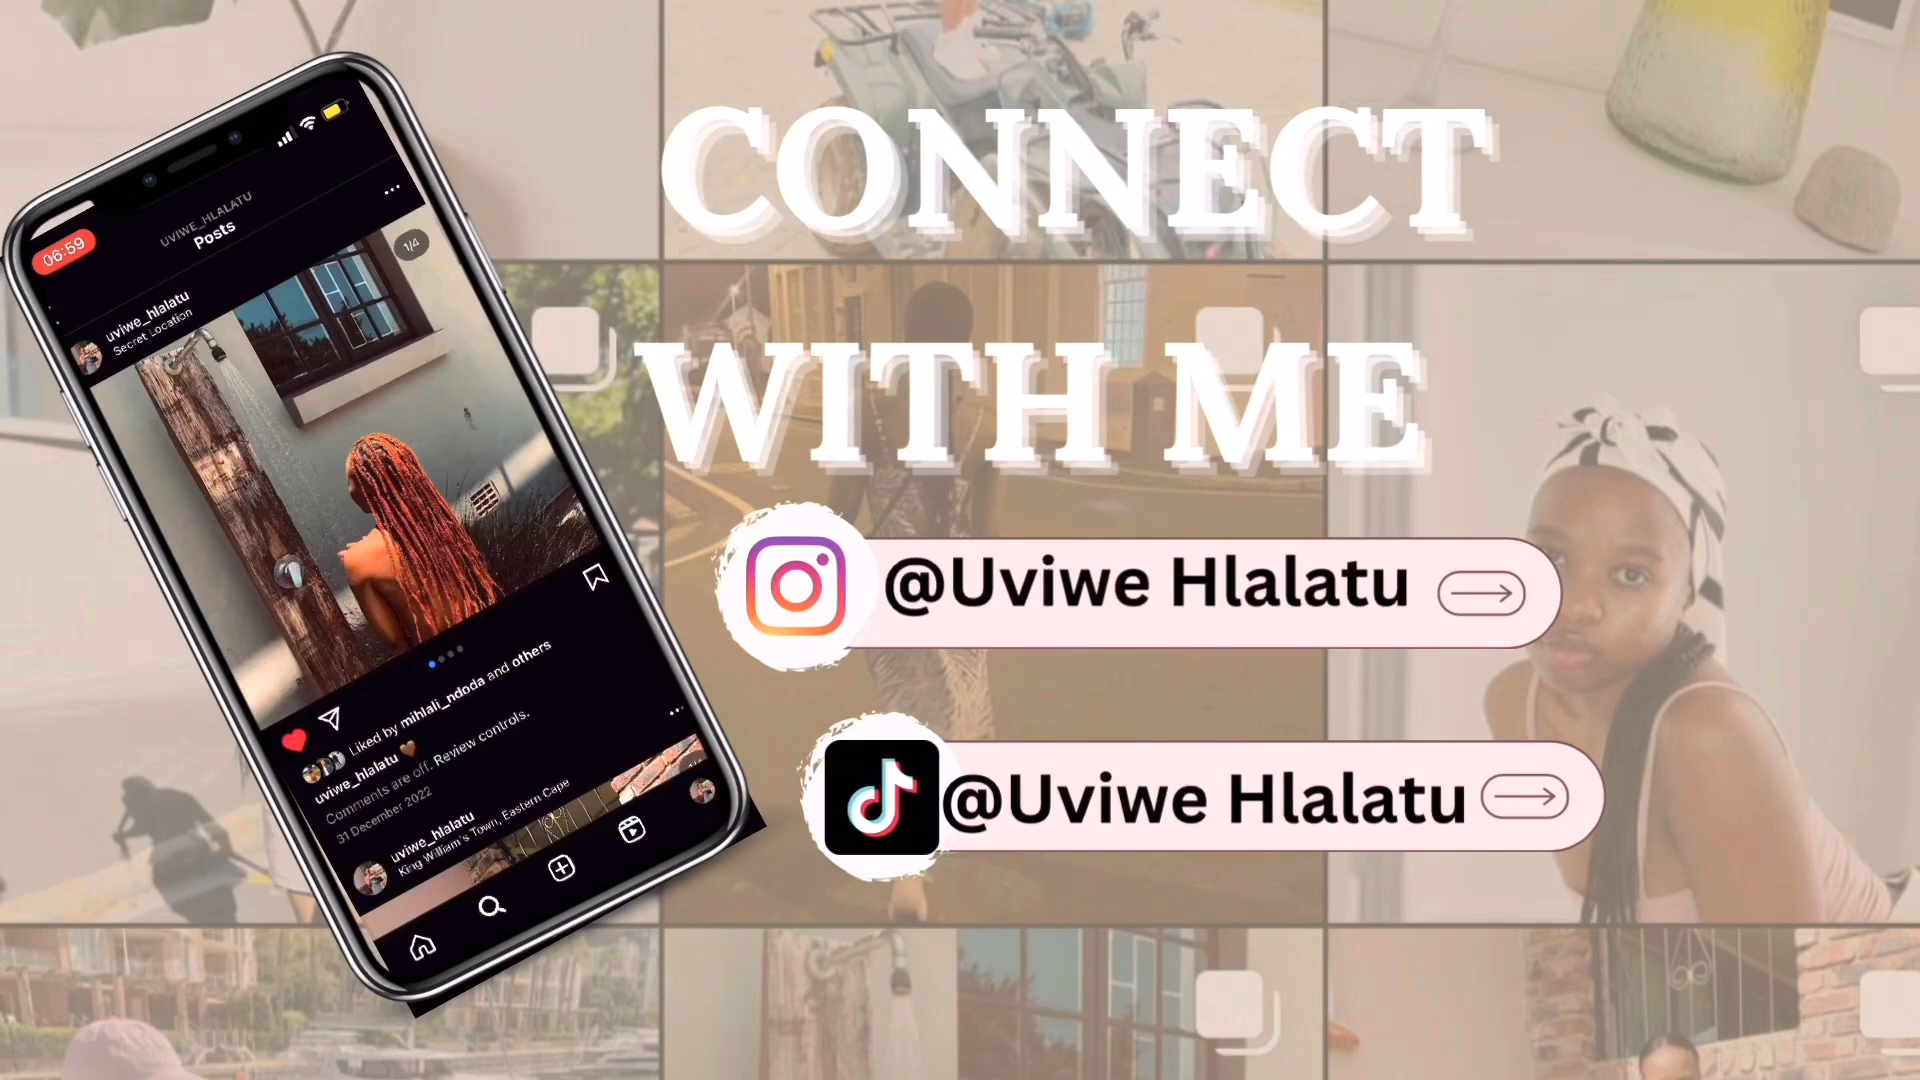 CONNECT
WITH ME
@Uviwe Hlalatu
@Uviwe Hlalatu
06:59
UVIWE_HLALATU
Posts
1/4
uviwe_hlalatu
Secret Location
Liked by mihlali_ndoda and others
uviwe_hlalatu 🤎
Comments are off. Review controls.
31 December 2022
uviwe_hlalatu
King William's Town, Eastern Cape